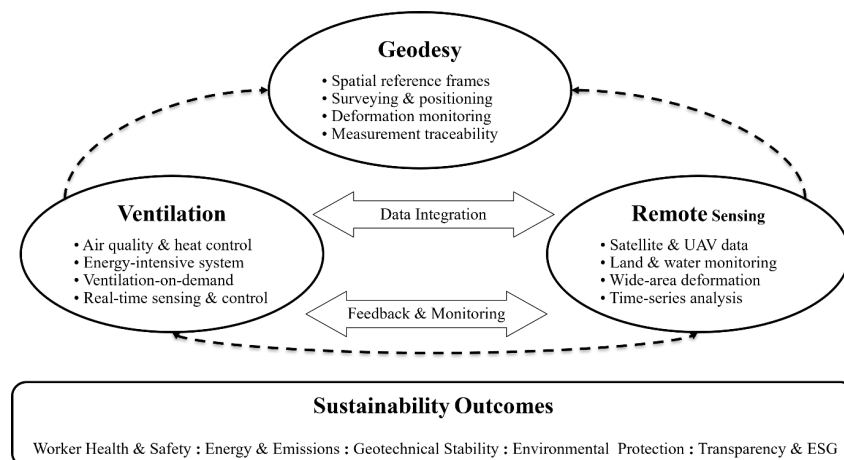 Geodesy
• Spatial reference frames
• Surveying & positioning
• Deformation monitoring
• Measurement traceability
Ventilation
• Air quality & heat control
• Energy-intensive system
• Ventilation-on-demand
• Real-time sensing & control
Data Integration
Feedback & Monitoring
Remote Sensing
• Satellite & UAV data
• Land & water monitoring
• Wide-area deformation
• Time-series analysis
Sustainability Outcomes
Worker Health & Safety : Energy & Emissions : Geotechnical Stability : Environmental Protection : Transparency & ESG